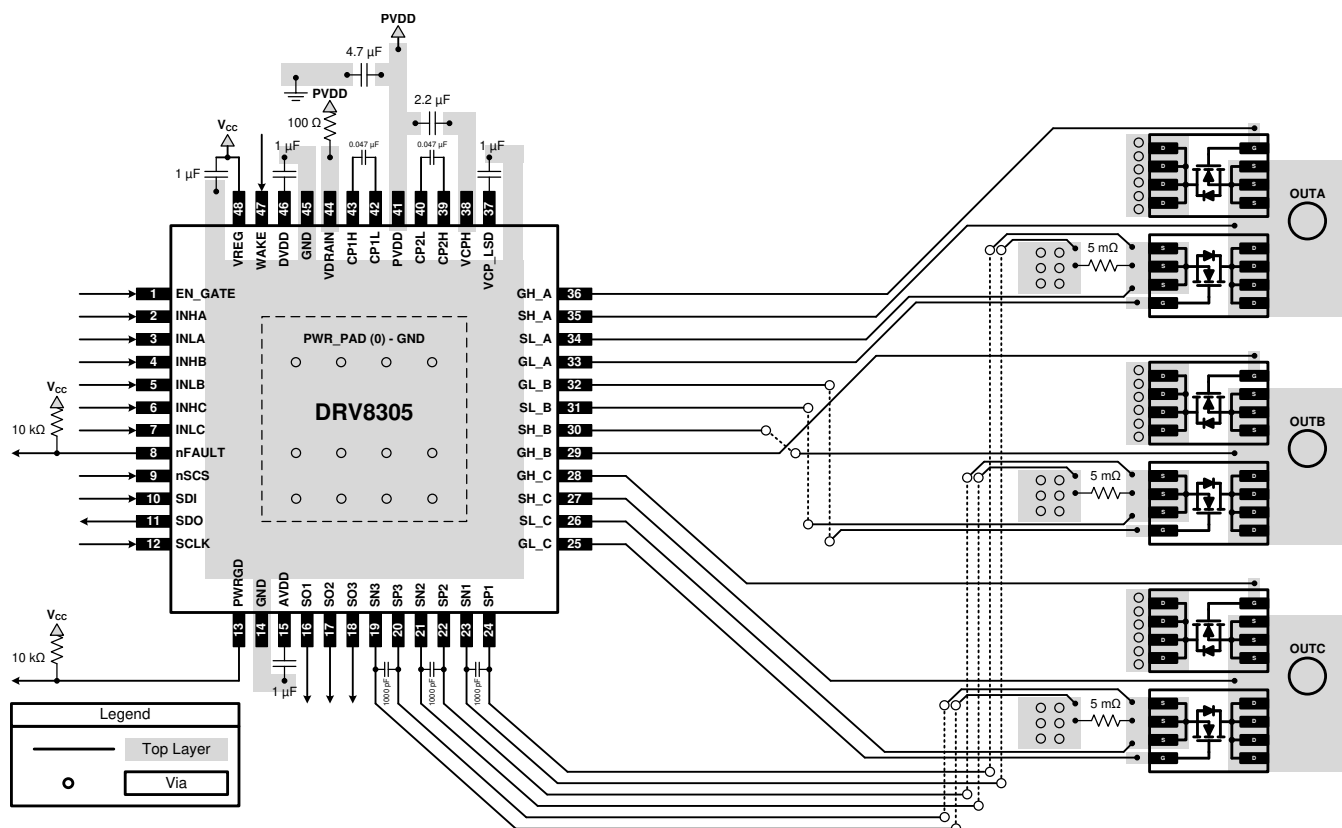 PVDD
4.7 µF
PVDD
2.2 µF
100 Ω
V_CC
1 µF
1 µF
0.047 µF
0.047 µF
1 µF
48 47 46 45 44 43 42 41 40 39 38 37
VREG WAKE DVDD GND VDRAIN CP1H CP1L PVDD CP2L CP2H VCPH VCP_LSD
1 EN_GATE
2 INHA
3 INLA
4 INHB
5 INLB
6 INHC
7 INLC
8 nFAULT
9 nSCS
10 SDI
11 SDO
12 SCLK
V_CC
10 kΩ
PWR_PAD (0) - GND
DRV8305
GH_A 36
SH_A 35
SL_A 34
GL_A 33
GL_B 32
SL_B 31
SH_B 30
GH_B 29
GH_C 28
SH_C 27
SL_C 26
GL_C 25
PWRGD GND AVDD SO1 SO2 SO3 SN3 SP3 SN2 SP2 SN1 SP1
13 14 15 16 17 18 19 20 21 22 23 24
V_CC
10 kΩ
1 µF
1000 pF
1000 pF
1000 pF
D G
D S
D S
D S
OUTA
5 mΩ
S D
S D
S D
G D
D G
D S
D S
D S
OUTB
5 mΩ
S D
S D
S D
G D
D G
D S
D S
D S
OUTC
5 mΩ
S D
S D
S D
G D
Legend
Top Layer
Via